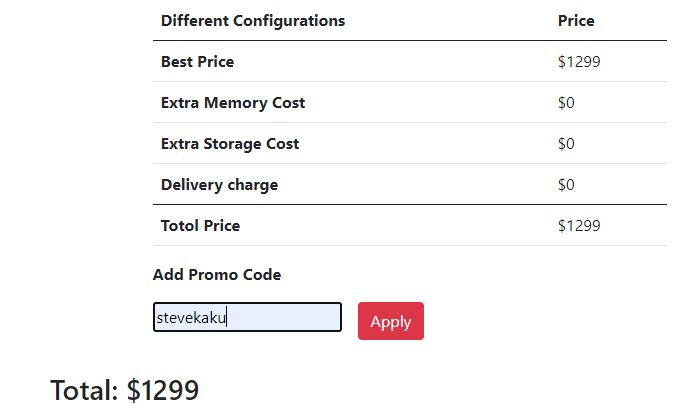 Different Configurations Price
Best Price $1299
Extra Memory Cost $0
Extra Storage Cost $0
Delivery charge $0
Totol Price $1299
Add Promo Code
stevekaku Apply
Total: $1299